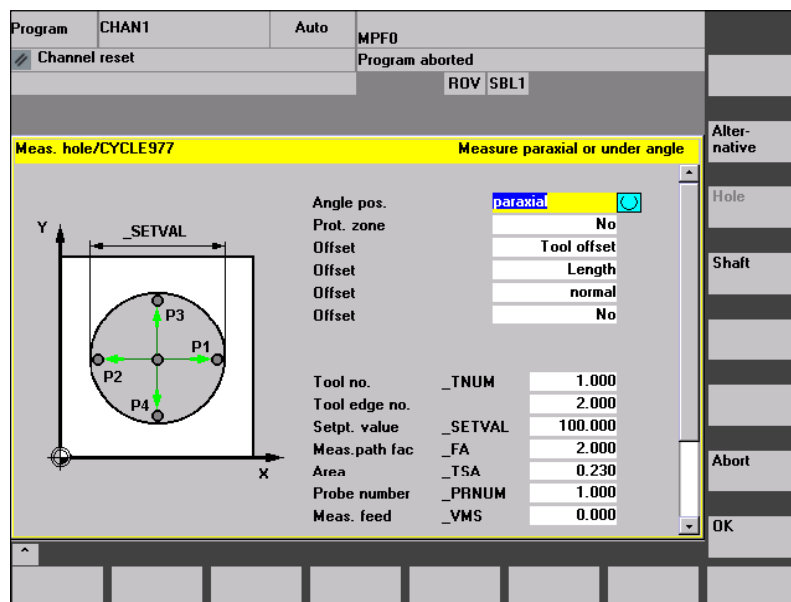 Program CHAN1 Auto MPF0
Channel reset Program aborted
ROV SBL1
Meas. hole/CYCLE977 Measure paraxial or under angle
Angle pos. paraxial
Prot. zone No
Offset Tool offset
Offset Length
Offset normal
Offset No
Tool no. _TNUM 1.000
Tool edge no. 2.000
Setpt. value _SETVAL 100.000
Meas.path fac _FA 2.000
Area _TSA 0.230
Probe number _PRNUM 1.000
Meas. feed _VMS 0.000
Y
_SETVAL
P3
P1
P2
P4
X
Alter-
native
Hole
Shaft
Abort
OK
^